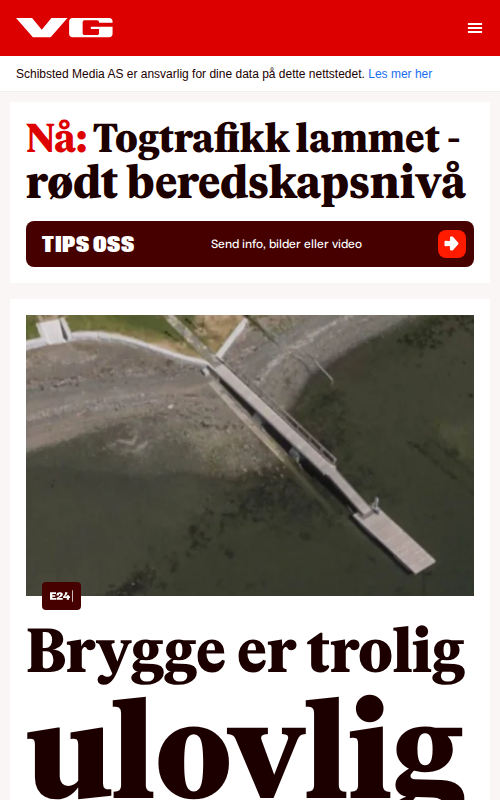 VG
Schibsted Media AS er ansvarlig for dine data på dette nettstedet. Les mer her
Nå: Togtrafikk lammet -
rødt beredskapsnivå
TIPS OSS Send info, bilder eller video
E24
Brygge er trolig
ulovlig